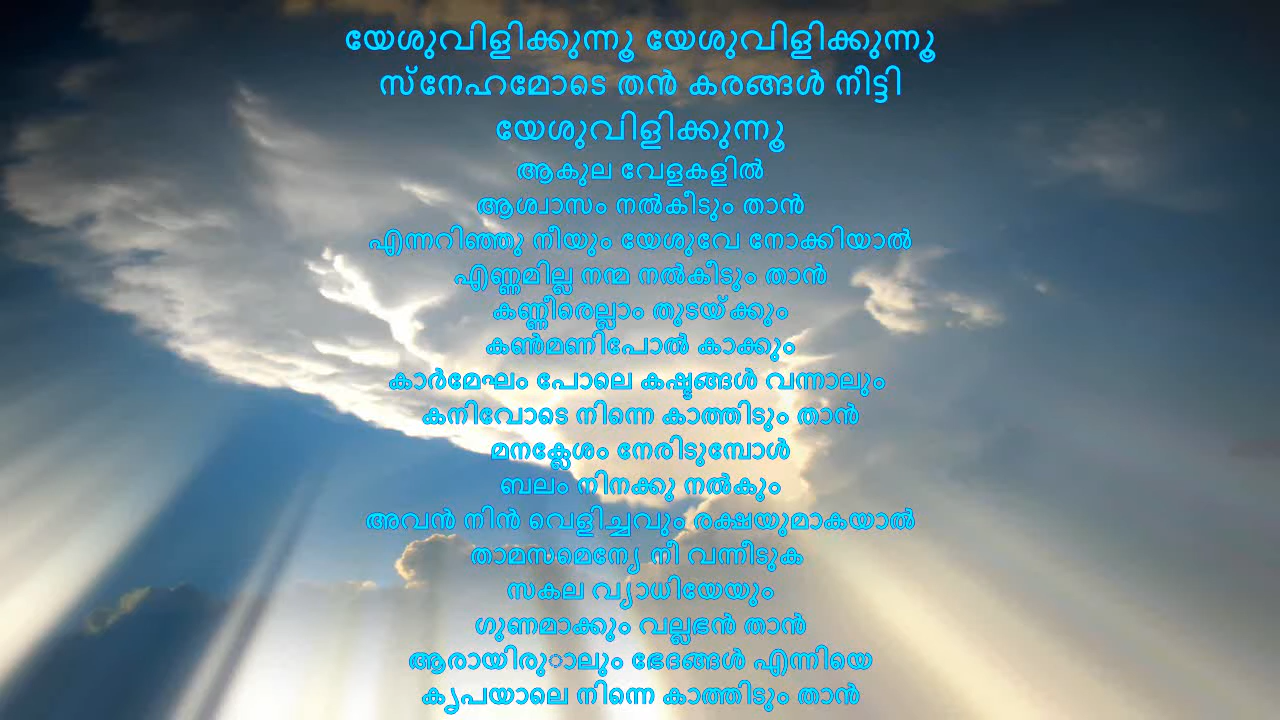 യേശുവിളിക്കുന്നൂ യേശുവിളിക്കുന്നൂ
സ്നേഹമോടെ തൻ കരങ്ങൾ നീട്ടി
യേശുവിളിക്കുന്നൂ
ആകുല വേളകളിൽ
ആശ്വാസം നൽകീടും താൻ
എന്നറിഞ്ഞു നീയും യേശുവേ നോക്കിയാൽ
എണ്ണമില്ല നന്മ നൽകീടും താൻ
കണ്ണീരെല്ലാം തുടയ്ക്കും
കൺമണിപോൽ കാക്കും
കാർമേഘം പോലെ കഷ്ടങ്ങൾ വന്നാലും
കനിവോടെ നിന്നെ കാത്തിടും താൻ
മനക്ലേശം നേരിടുമ്പോൾ
ബലം നിനക്കു നൽകും
അവൻ നിൻ വെളിച്ചവും രക്ഷയുമാകയാൽ
താമസമെന്യേ നീ വന്നീടുക
സകല വ്യാധിയേയും
ഗുണമാക്കും വല്ലഭൻ താൻ
ആരായിരുാലും ഭേദങ്ങൾ എന്നിയെ
കൃപയാലെ നിന്നെ കാത്തിടും താൻ